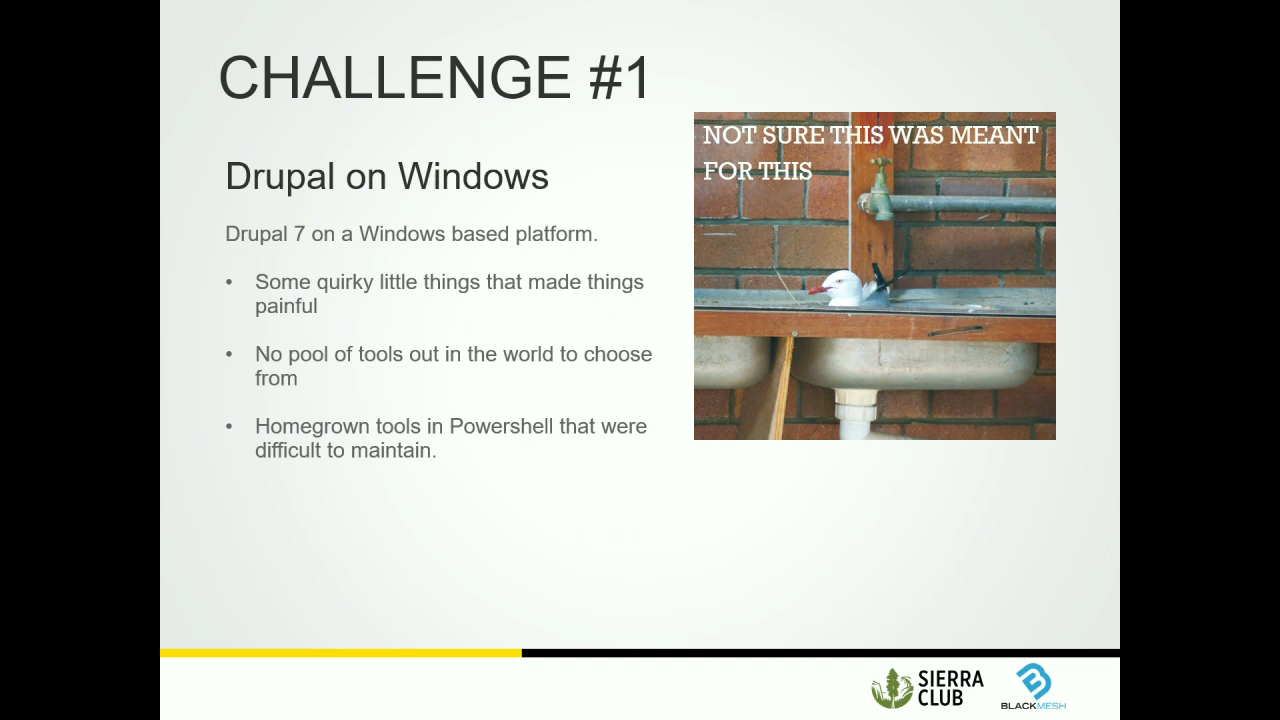 CHALLENGE #1
NOT SURE THIS WAS MEANT
FOR THIS
Drupal on Windows
Drupal 7 on a Windows based platform.
• Some quirky little things that made things
painful
• No pool of tools out in the world to choose
from
• Homegrown tools in Powershell that were
difficult to maintain.
SIERRA
CLUB
BLACKMESH